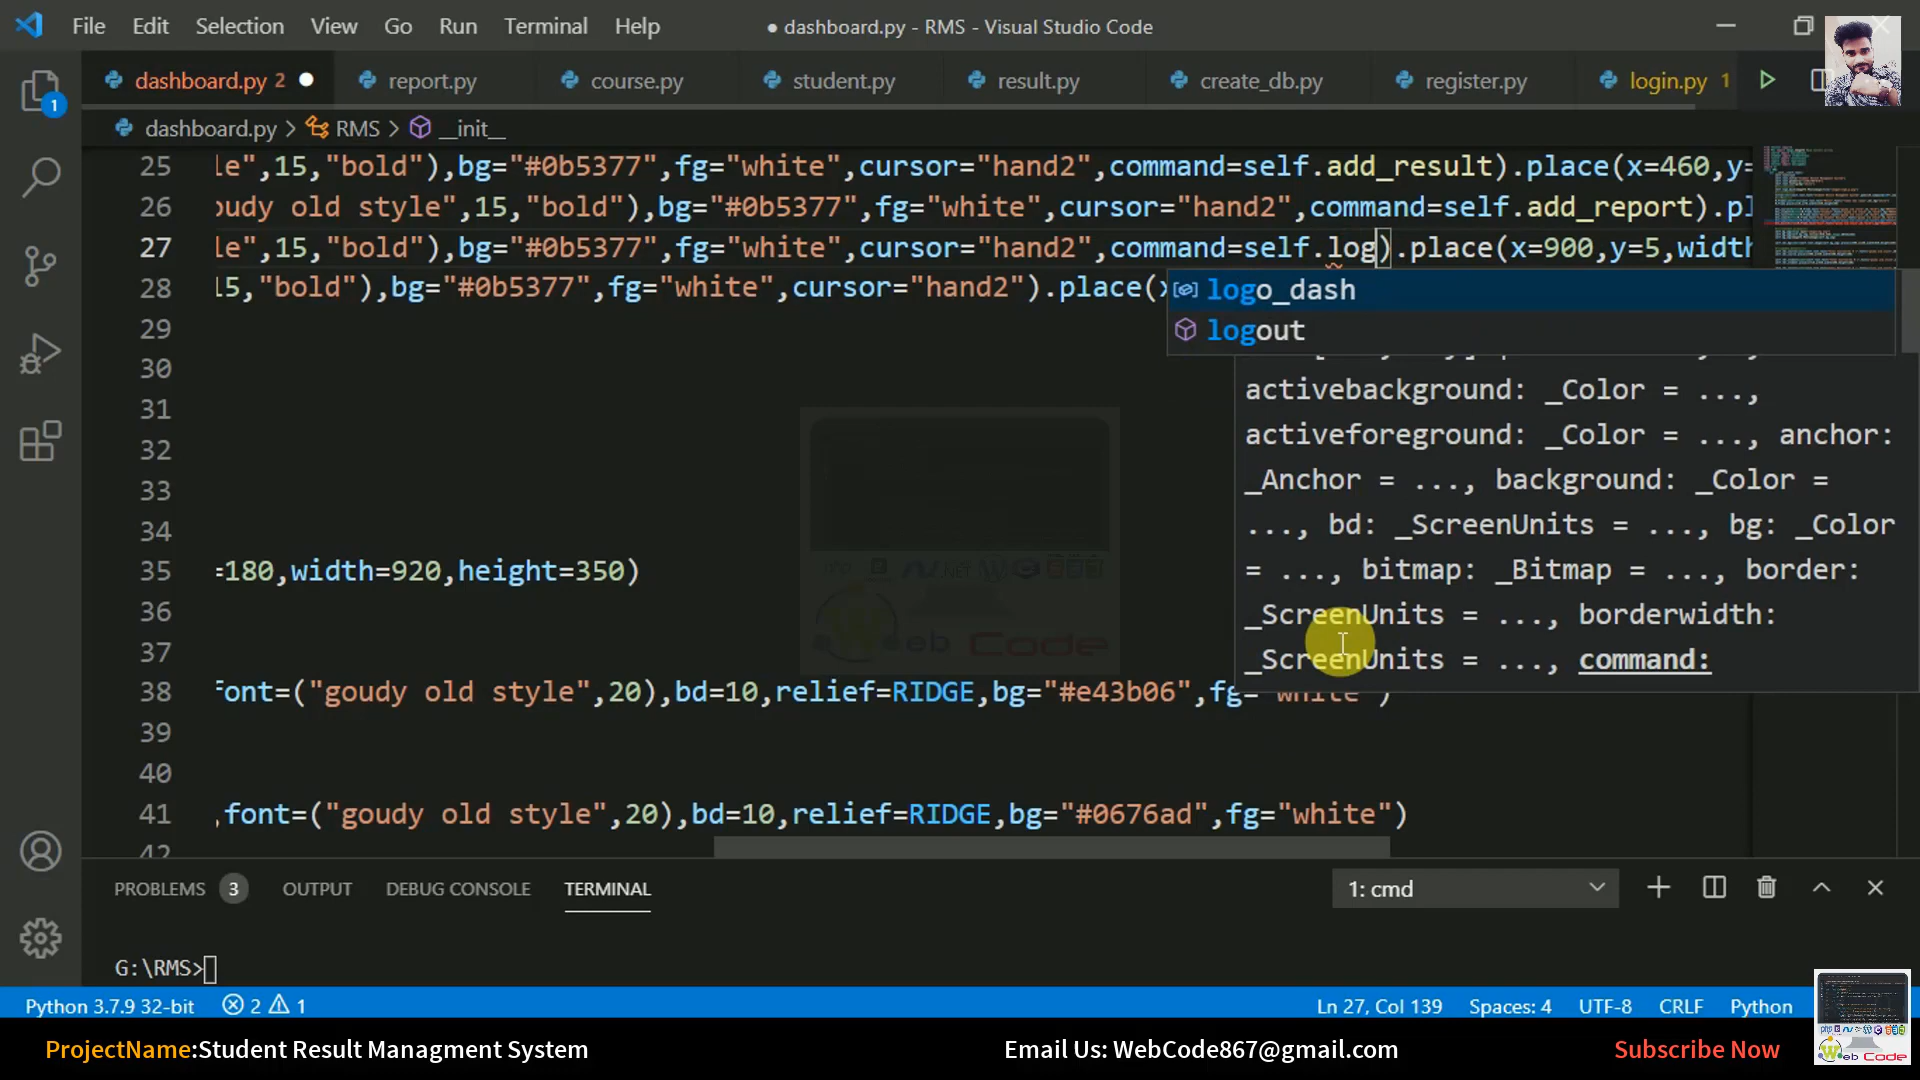 File Edit Selection View Go Run Terminal Help
● dashboard.py - RMS - Visual Studio Code
dashboard.py 2 ● report.py course.py student.py result.py create_db.py register.py login.py 1
1
dashboard.py > RMS > __init__
25 le",15,"bold"),bg="#0b5377",fg="white",cursor="hand2",command=self.add_result).place(x=460,y=
26 oudy old style",15,"bold"),bg="#0b5377",fg="white",cursor="hand2",command=self.add_report).pl
27 le",15,"bold"),bg="#0b5377",fg="white",cursor="hand2",command=self.log).place(x=900,y=5,width
28 15,"bold"),bg="#0b5377",fg="white",cursor="hand2").place(x
logo_dash
logout
29
30
activebackground: _Color = ...,
31
activeforeground: _Color = ..., anchor:
32
_Anchor = ..., background: _Color =
33
..., bd: _ScreenUnits = ..., bg: _Color
34
35 =180,width=920,height=350)
= ..., bitmap: _Bitmap = ..., border:
36
_ScreenUnits = ..., borderwidth:
37
_ScreenUnits = ..., command:
38 font=("goudy old style",20),bd=10,relief=RIDGE,bg="#e43b06",fg="white")
39
40
41 ,font=("goudy old style",20),bd=10,relief=RIDGE,bg="#0676ad",fg="white")
42
Web Code
PROBLEMS 3 OUTPUT DEBUG CONSOLE TERMINAL 1: cmd
G:\RMS>
Python 3.7.9 32-bit 2 1 Ln 27, Col 139 Spaces: 4 UTF-8 CRLF Python
ProjectName:Student Result Managment System Email Us: WebCode867@gmail.com Subscribe Now
Web Code